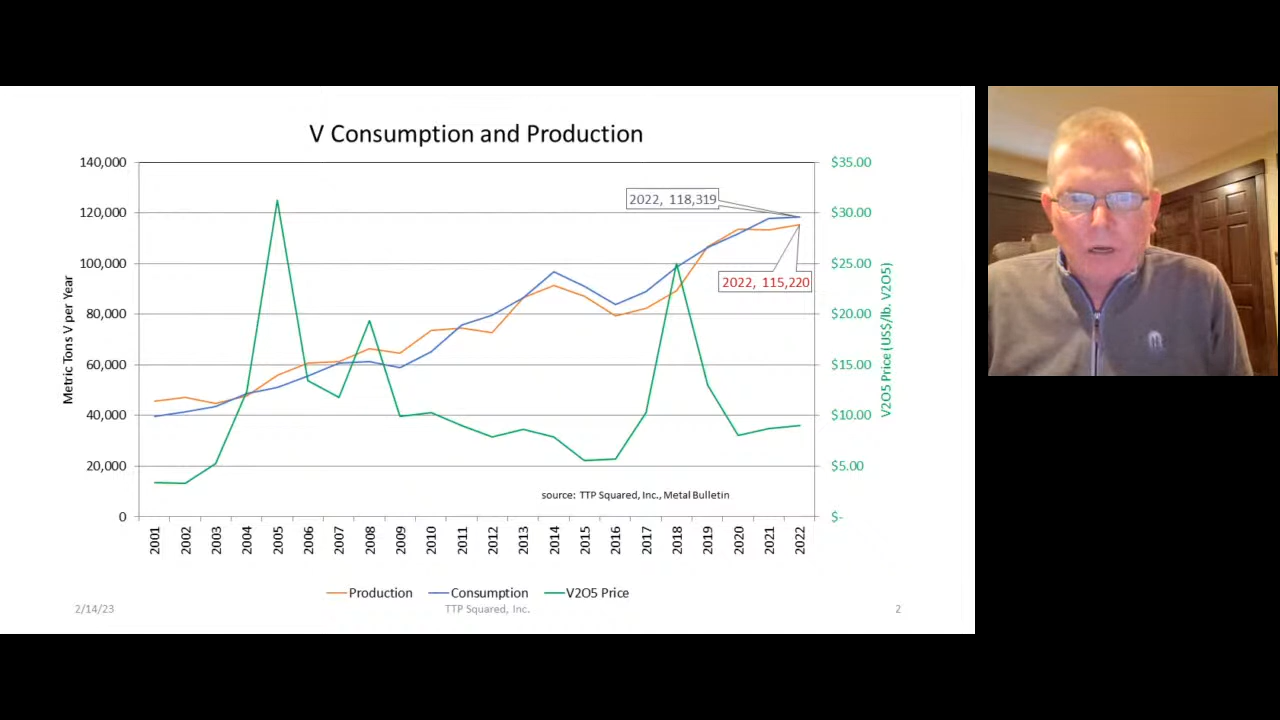 V Consumption and Production
140,000
120,000
100,000
80,000
60,000
40,000
20,000
0
Metric Tons V per Year
$35.00
$30.00
$25.00
$20.00
$15.00
$10.00
$5.00
$-
V2O5 Price (US$/lb. V2O5)
2022, 118,319
2022, 115,220
source: TTP Squared, Inc., Metal Bulletin
2001 2002 2003 2004 2005 2006 2007 2008 2009 2010 2011 2012 2013 2014 2015 2016 2017 2018 2019 2020 2021 2022
Production Consumption V2O5 Price
2/14/23 TTP Squared, Inc. 2